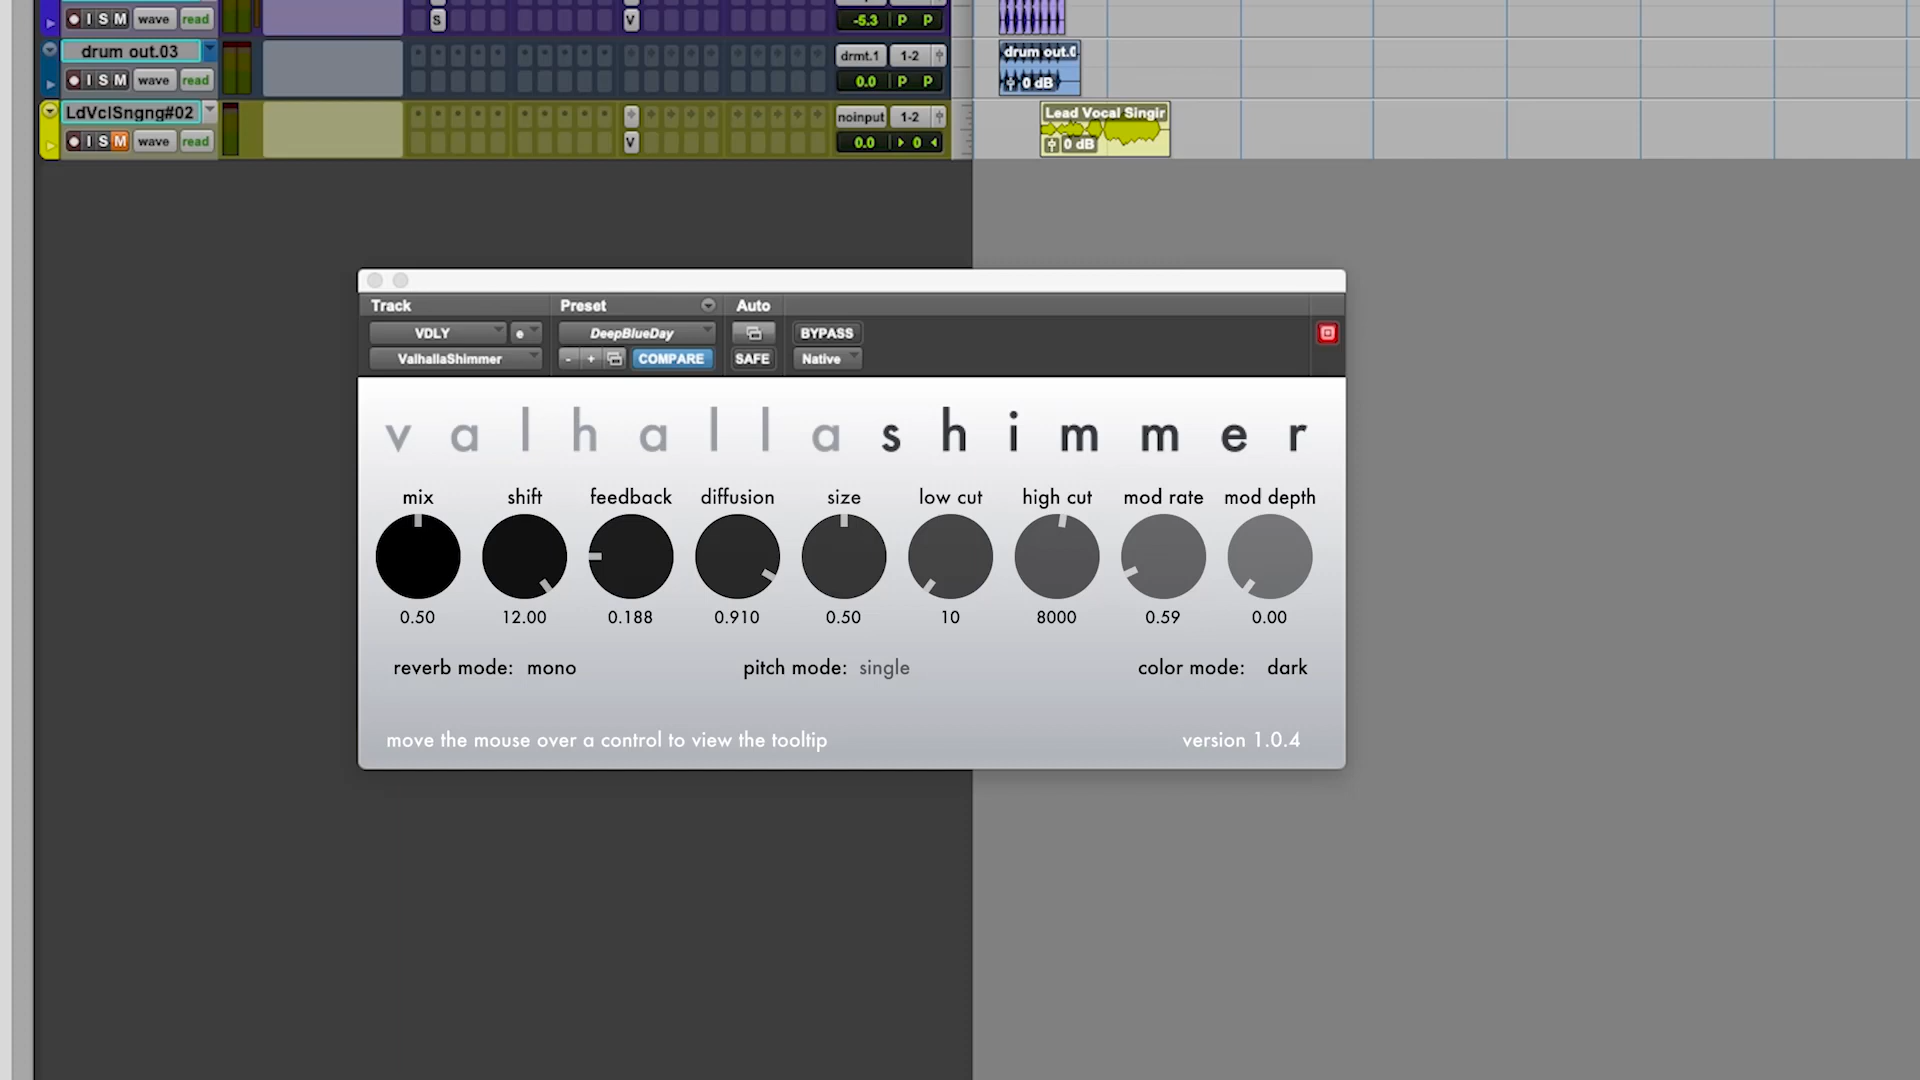 I S M wave read
S
V
-5.3 P P
drum out.03
drmt.1 1-2
drum out.0
I S M wave read
0.0 P P
0 dB
LdVclSngng#02
noinput 1-2
Lead Vocal Singir
I S M wave read
V
0.0 0
0 dB
Track Preset Auto
VDLY e DeepBlueDay BYPASS
ValhallaShimmer - + COMPARE SAFE Native
valhallashimmer
mix shift feedback diffusion size low cut high cut mod rate mod depth
0.50 12.00 0.188 0.910 0.50 10 8000 0.59 0.00
reverb mode: mono pitch mode: single color mode: dark
move the mouse over a control to view the tooltip version 1.0.4